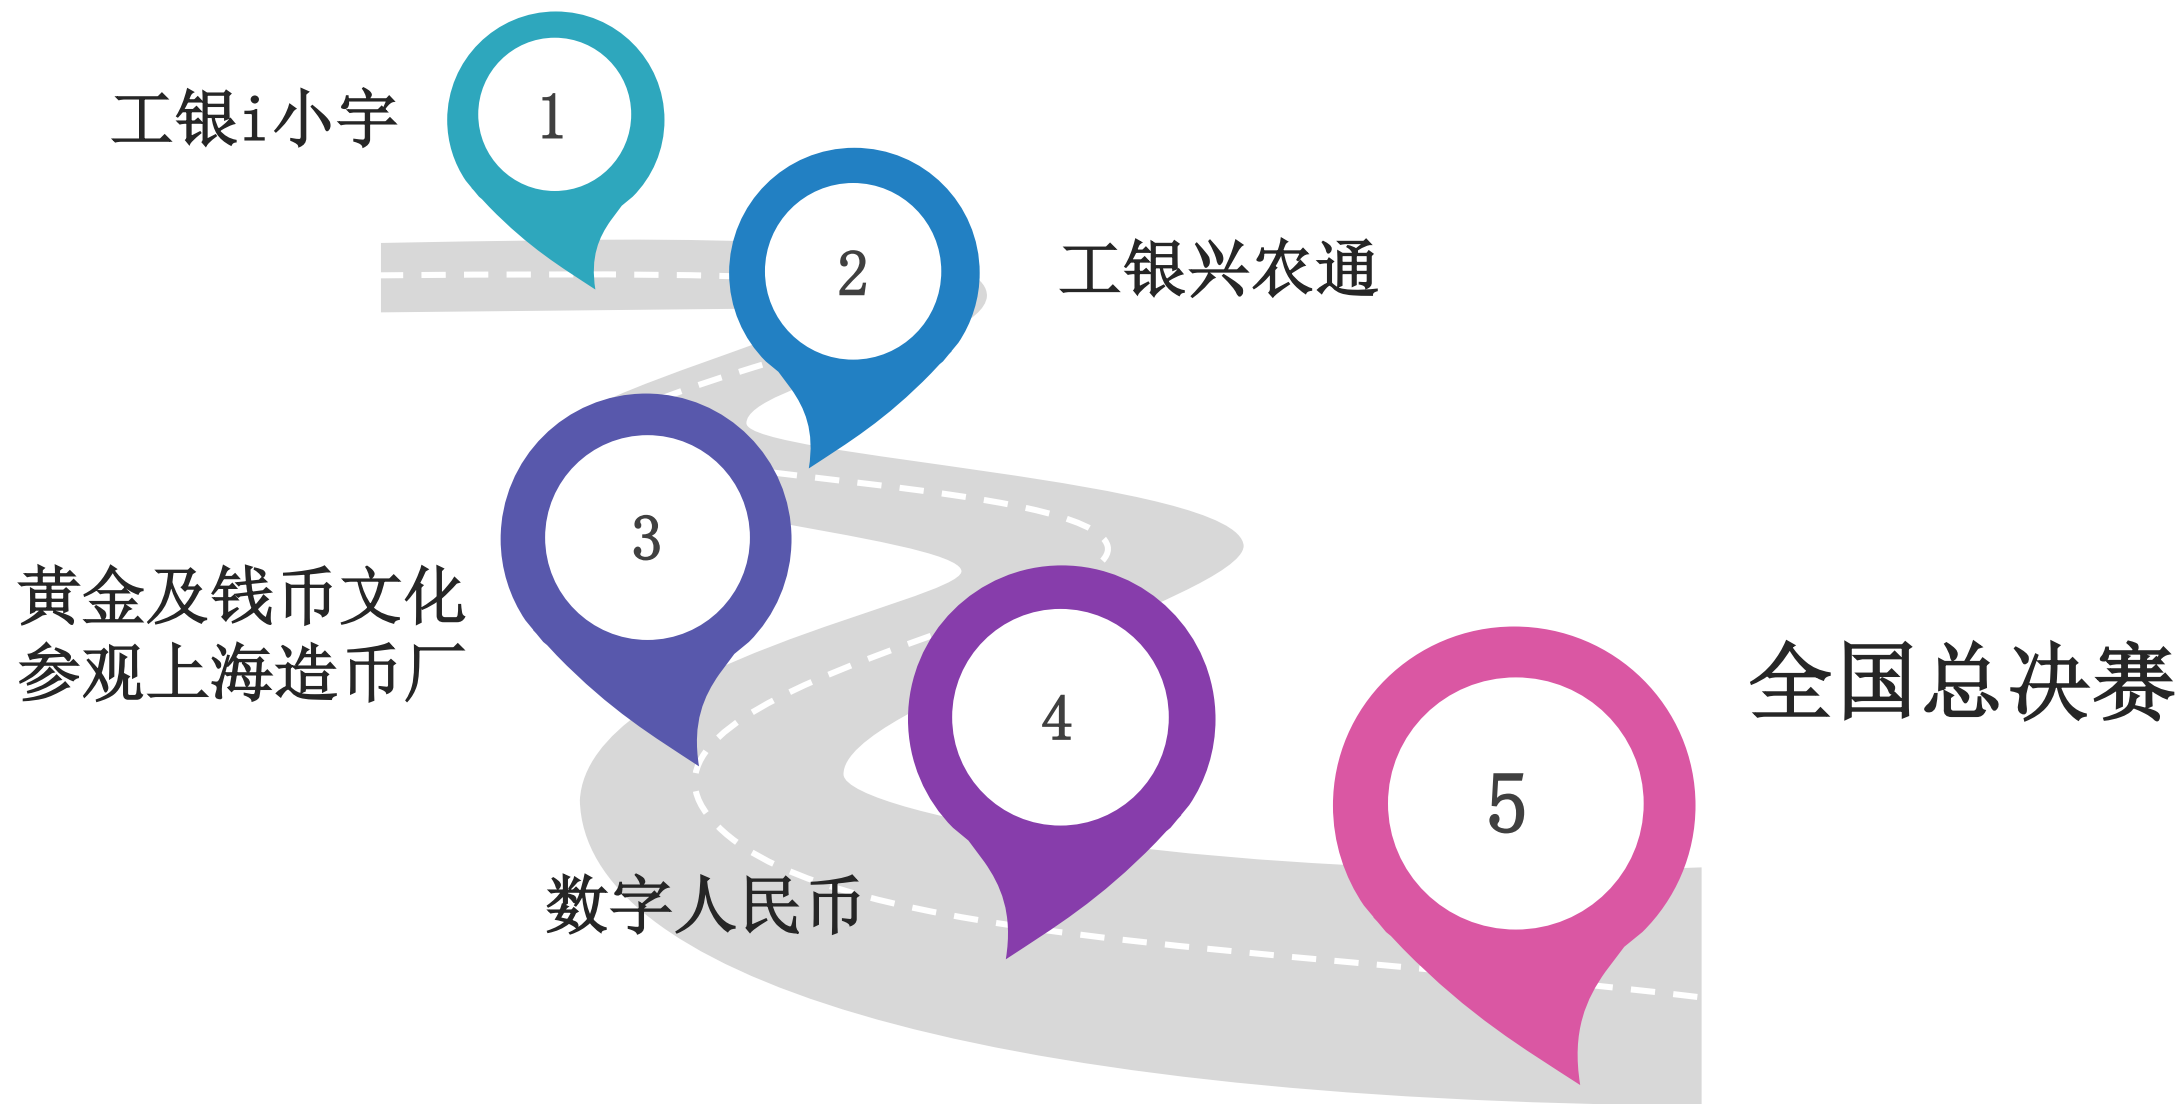 工银i小宇
1
2
工银兴农通
3
黄金及钱币文化
参观上海造币厂
4
数字人民币
5
全国总决赛